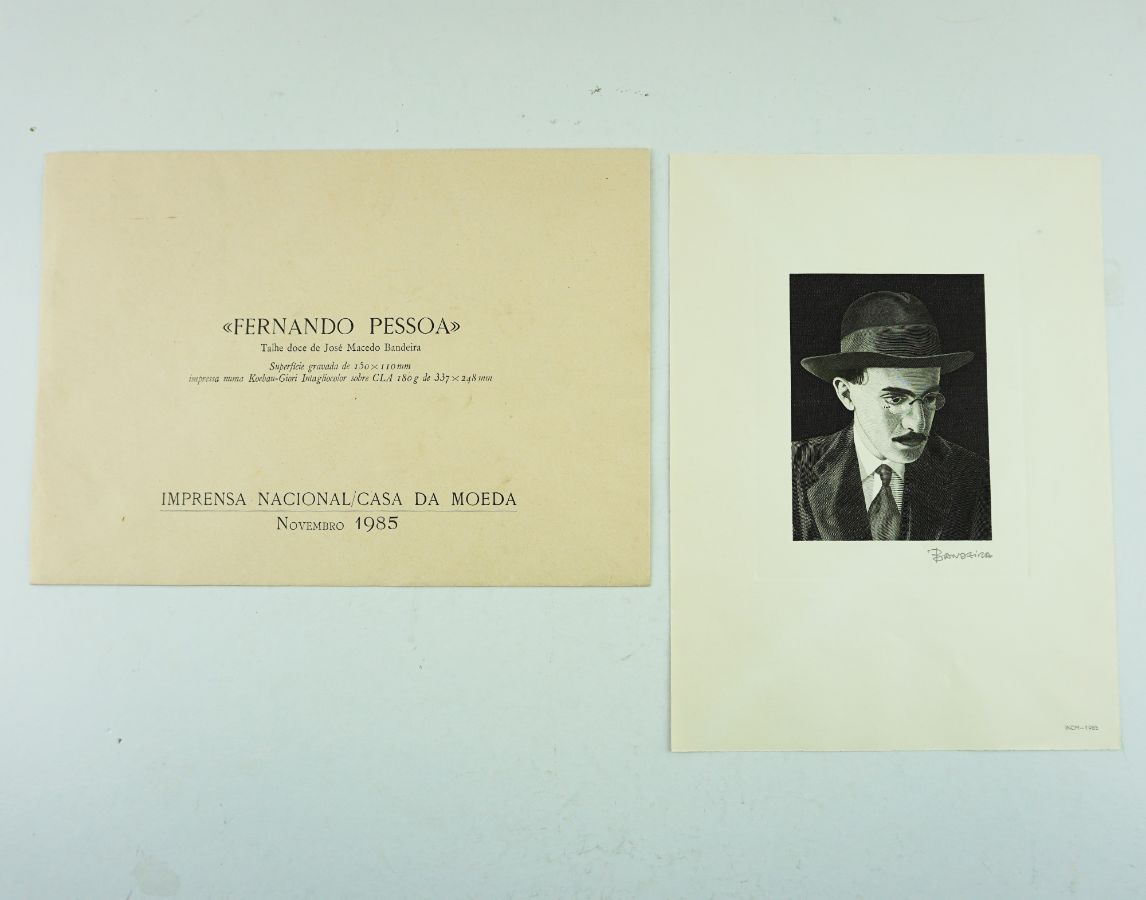 «FERNANDO PESSOA»
Talhe doce de José Macedo Bandeira
Superfície gravada de 150×110mm
impressa numa Koebau-Giori Intagliocolor sobre CLA 180g de 337×248mm
IMPRENSA NACIONAL/CASA DA MOEDA
NOVEMBRO 1985
BANDEIRA
INCM-1985